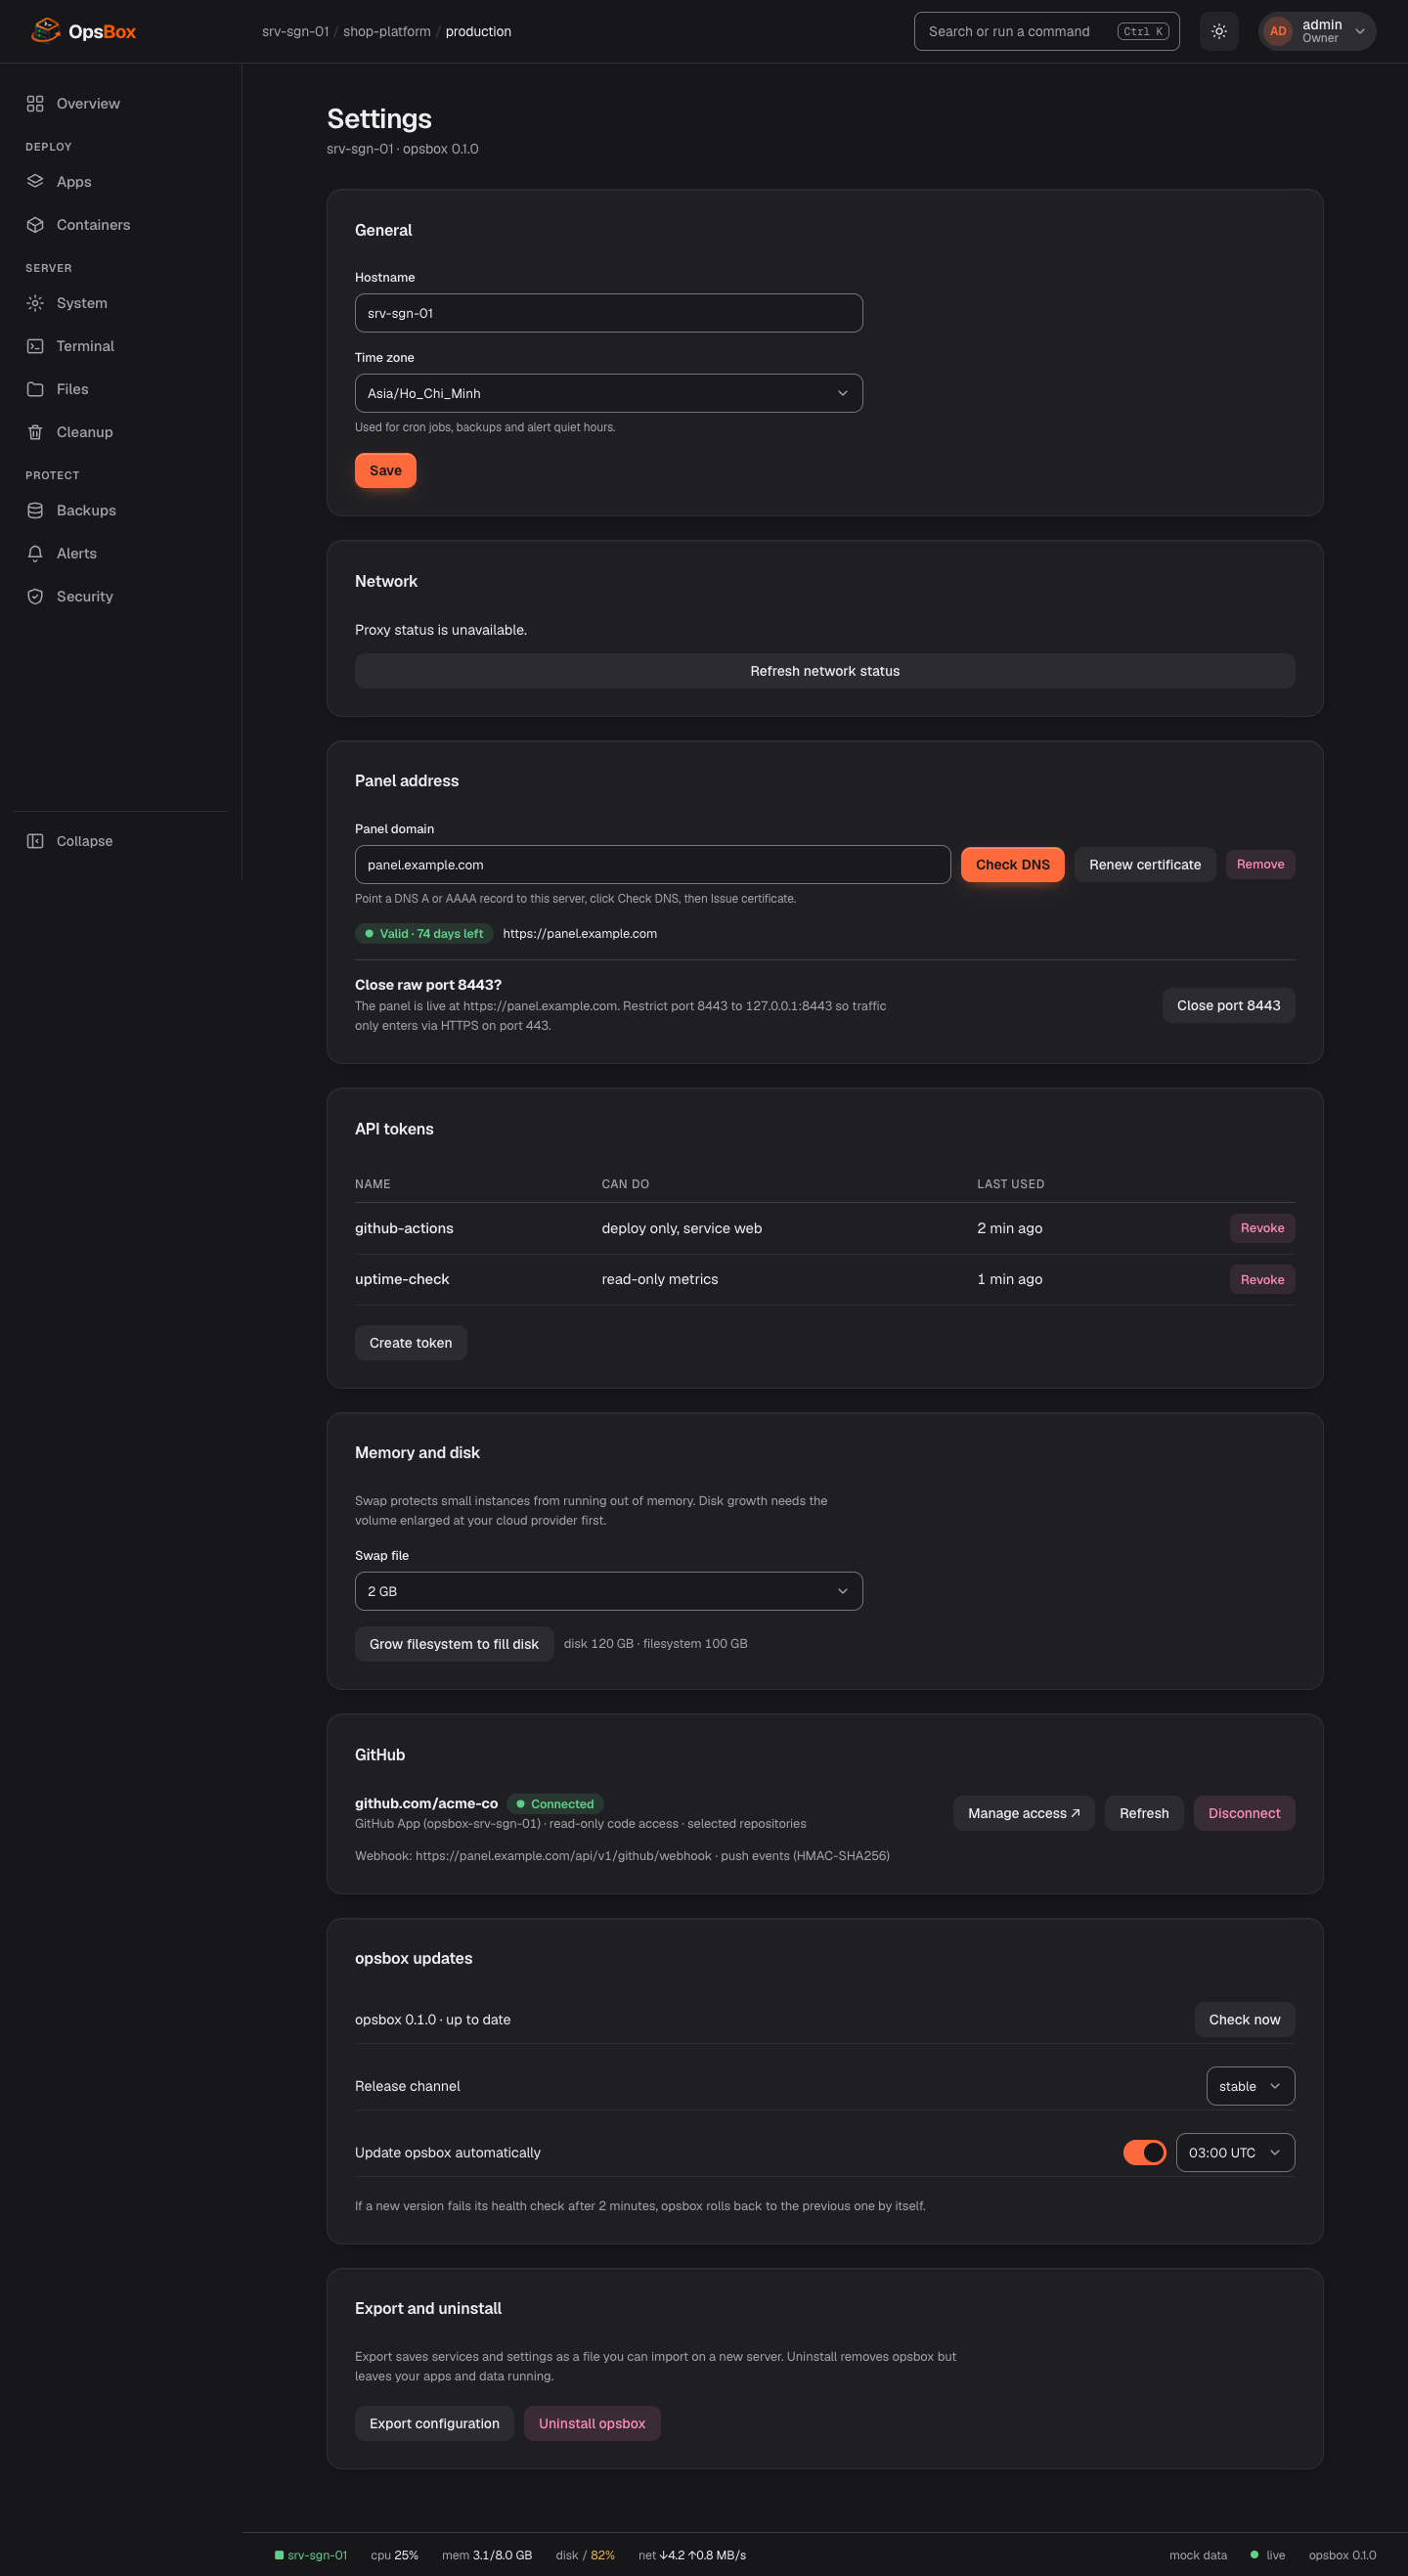 OpsBox
srv-sgn-01 / shop-platform / production
Search or run a command Ctrl K
AD
admin
Owner
Overview
DEPLOY
Apps
Containers
SERVER
System
Terminal
Files
Cleanup
PROTECT
Backups
Alerts
Security
Collapse
Settings
srv-sgn-01 · opsbox 0.1.0
General
Hostname
srv-sgn-01
Time zone
Asia/Ho_Chi_Minh
Used for cron jobs, backups and alert quiet hours.
Save
Network
Proxy status is unavailable.
Refresh network status
Panel address
Panel domain
panel.example.com Check DNS Renew certificate Remove
Point a DNS A or AAAA record to this server, click Check DNS, then Issue certificate.
Valid · 74 days left https://panel.example.com
Close raw port 8443?
The panel is live at https://panel.example.com. Restrict port 8443 to 127.0.0.1:8443 so traffic
only enters via HTTPS on port 443.
Close port 8443
API tokens
NAME CAN DO LAST USED
github-actions deploy only, service web 2 min ago Revoke
uptime-check read-only metrics 1 min ago Revoke
Create token
Memory and disk
Swap protects small instances from running out of memory. Disk growth needs the
volume enlarged at your cloud provider first.
Swap file
2 GB
Grow filesystem to fill disk disk 120 GB · filesystem 100 GB
GitHub
github.com/acme-co Connected
GitHub App (opsbox-srv-sgn-01) · read-only code access · selected repositories
Manage access ↗ Refresh Disconnect
Webhook: https://panel.example.com/api/v1/github/webhook · push events (HMAC-SHA256)
opsbox updates
opsbox 0.1.0 · up to date Check now
Release channel stable
Update opsbox automatically 03:00 UTC
If a new version fails its health check after 2 minutes, opsbox rolls back to the previous one by itself.
Export and uninstall
Export saves services and settings as a file you can import on a new server. Uninstall removes opsbox but
leaves your apps and data running.
Export configuration Uninstall opsbox
srv-sgn-01 cpu 25% mem 3.1/8.0 GB disk / 82% net ↓4.2 ↑0.8 MB/s mock data live opsbox 0.1.0